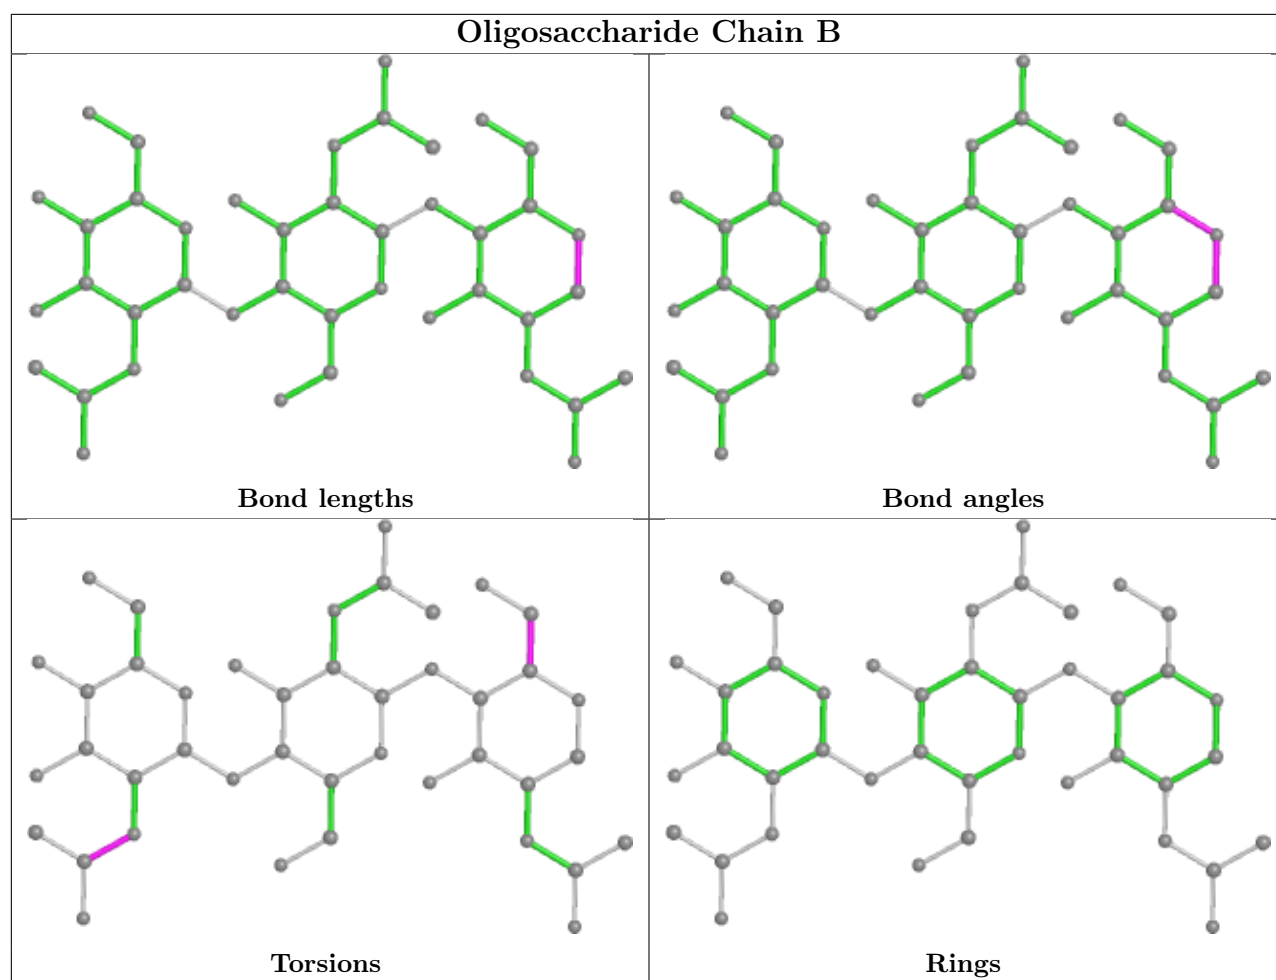 Oligosaccharide Chain B
Bond lengths
Bond angles
Torsions
Rings